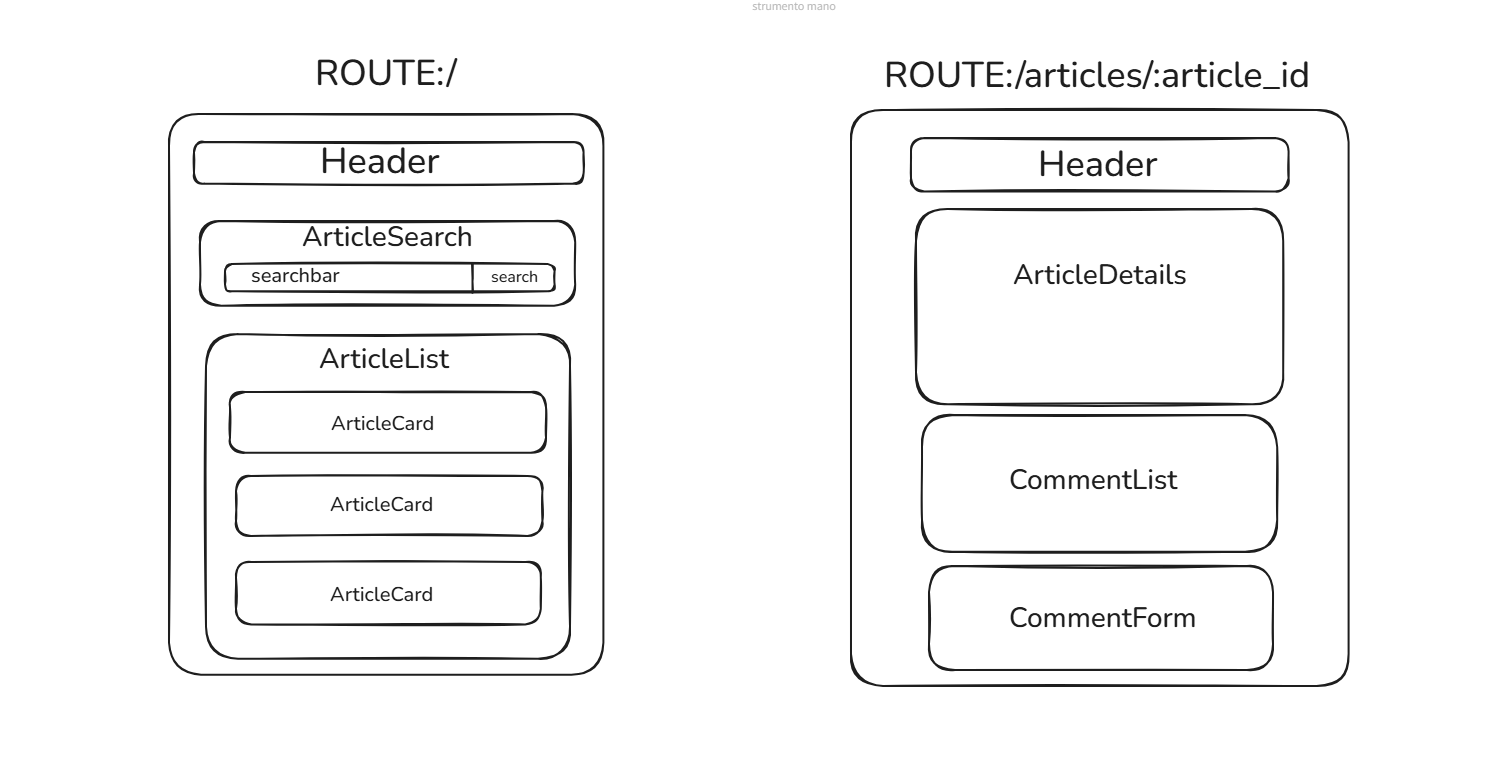 strumento mano
ROUTE:/
Header
ArticleSearch
searchbar
search
ArticleList
ArticleCard
ArticleCard
ArticleCard
ROUTE:/articles/:article_id
Header
ArticleDetails
CommentList
CommentForm